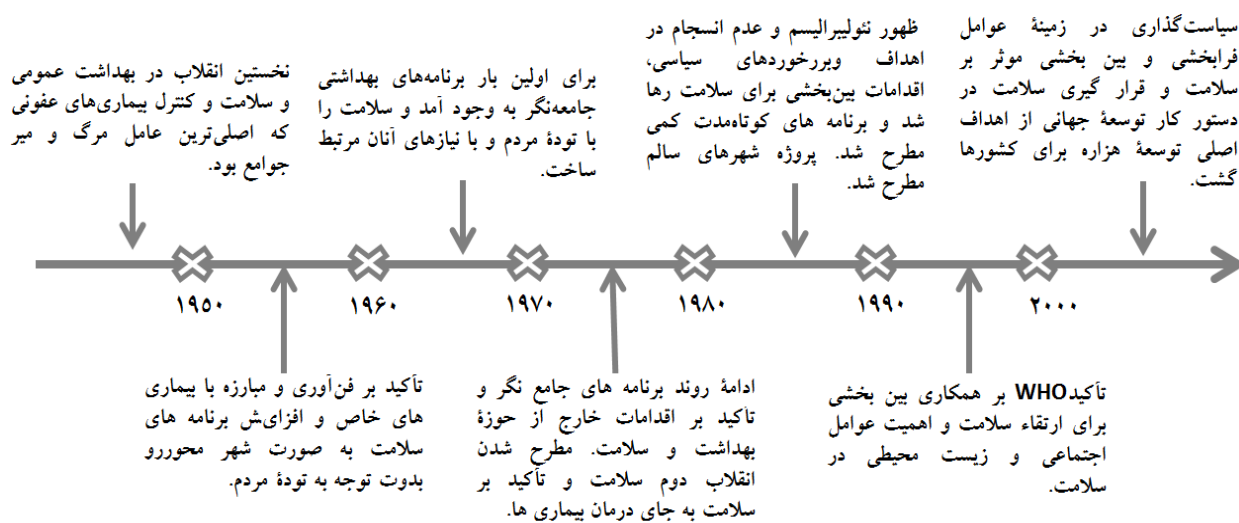 نخستین انقلاب در بهداشت عمومی
و سلامت و کنترل بیماری‌های عفونی
که اصلی‌ترین عامل مرگ و میر
جوامع بود.
برای اولین بار برنامه‌های بهداشتی
جامعه‌نگر به وجود آمد و سلامت را
با تودهٔ مردم و با نیازهای آنان مرتبط
ساخت.
ظهور نئولیبرالیسم و عدم انسجام در
اهداف وبررخوردهای سیاسی،
اقدامات بین‌بخشی برای سلامت رها
شد و برنامه های کوتاه‌مدت کمی
مطرح شد. پروژه شهرهای سالم
مطرح شد.
سیاست‌گذاری در زمینهٔ عوامل
فرابخشی و بین بخشی موثر بر
سلامت و قرار گیری سلامت در
دستور کار توسعهٔ جهانی از اهداف
اصلی توسعهٔ هزاره برای کشورها
گشت.
۱۹۵۰
۱۹۶۰
۱۹۷۰
۱۹۸۰
۱۹۹۰
۲۰۰۰
تأکید بر فن‌آوری و مبارزه با بیماری
های خاص و افزایش برنامه های
سلامت به صورت شهر محوررو
بدوت توجه به تودهٔ مردم.
ادامهٔ روند برنامه های جامع نگر و
تأکید بر اقدامات خارج از حوزهٔ
بهداشت و سلامت. مطرح شدن
انقلاب دوم سلامت و تأکید بر
سلامت به جای درمان بیماری ها.
تأکیدWHO بر همکاری بین بخشی
برای ارتقاء سلامت و اهمیت عوامل
اجتماعی و زیست محیطی در
سلامت.